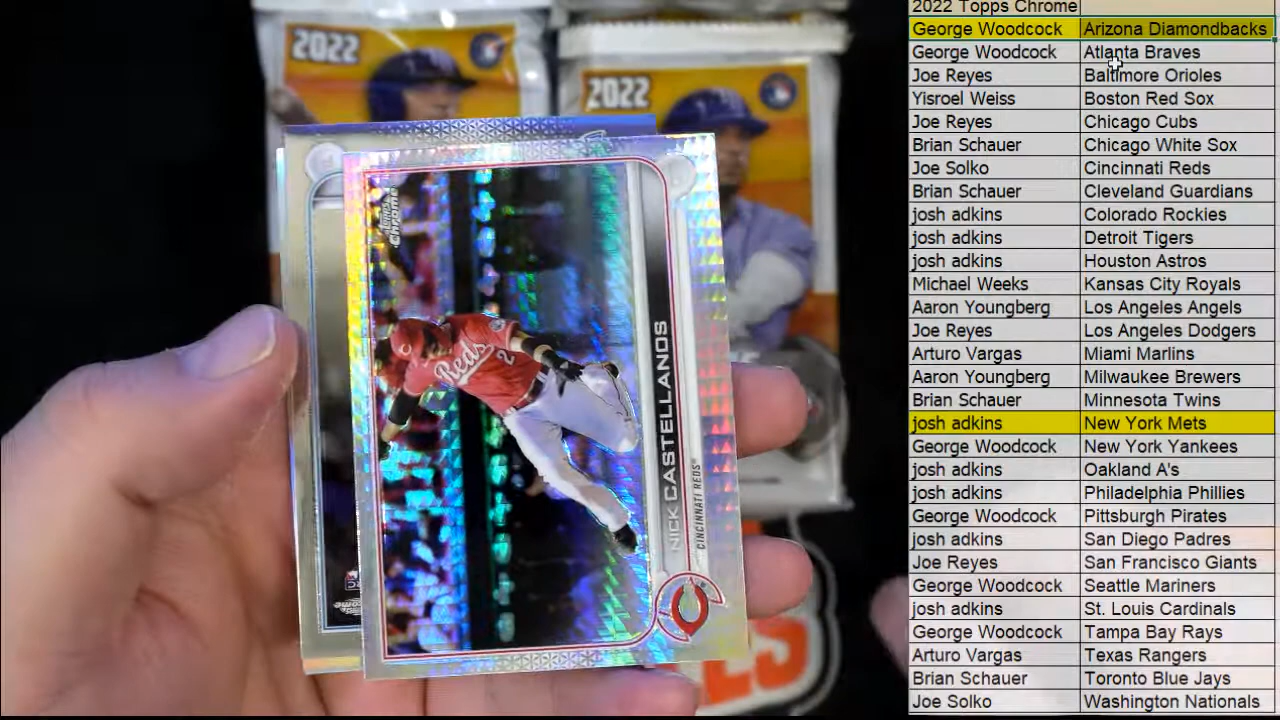 2022 Topps Chrome
George Woodcock Arizona Diamondbacks
George Woodcock Atlanta Braves
Joe Reyes Baltimore Orioles
Yisroel Weiss Boston Red Sox
Joe Reyes Chicago Cubs
Brian Schauer Chicago White Sox
Joe Solko Cincinnati Reds
Brian Schauer Cleveland Guardians
josh adkins Colorado Rockies
josh adkins Detroit Tigers
josh adkins Houston Astros
Michael Weeks Kansas City Royals
Aaron Youngberg Los Angeles Angels
Joe Reyes Los Angeles Dodgers
Arturo Vargas Miami Marlins
Aaron Youngberg Milwaukee Brewers
Brian Schauer Minnesota Twins
josh adkins New York Mets
George Woodcock New York Yankees
josh adkins Oakland A's
josh adkins Philadelphia Phillies
George Woodcock Pittsburgh Pirates
josh adkins San Diego Padres
Joe Reyes San Francisco Giants
George Woodcock Seattle Mariners
josh adkins St. Louis Cardinals
George Woodcock Tampa Bay Rays
Arturo Vargas Texas Rangers
Brian Schauer Toronto Blue Jays
Joe Solko Washington Nationals
2022
2022
Topps
Chrome
Reds
2
NICK CASTELLANOS
CINCINNATI REDS
C